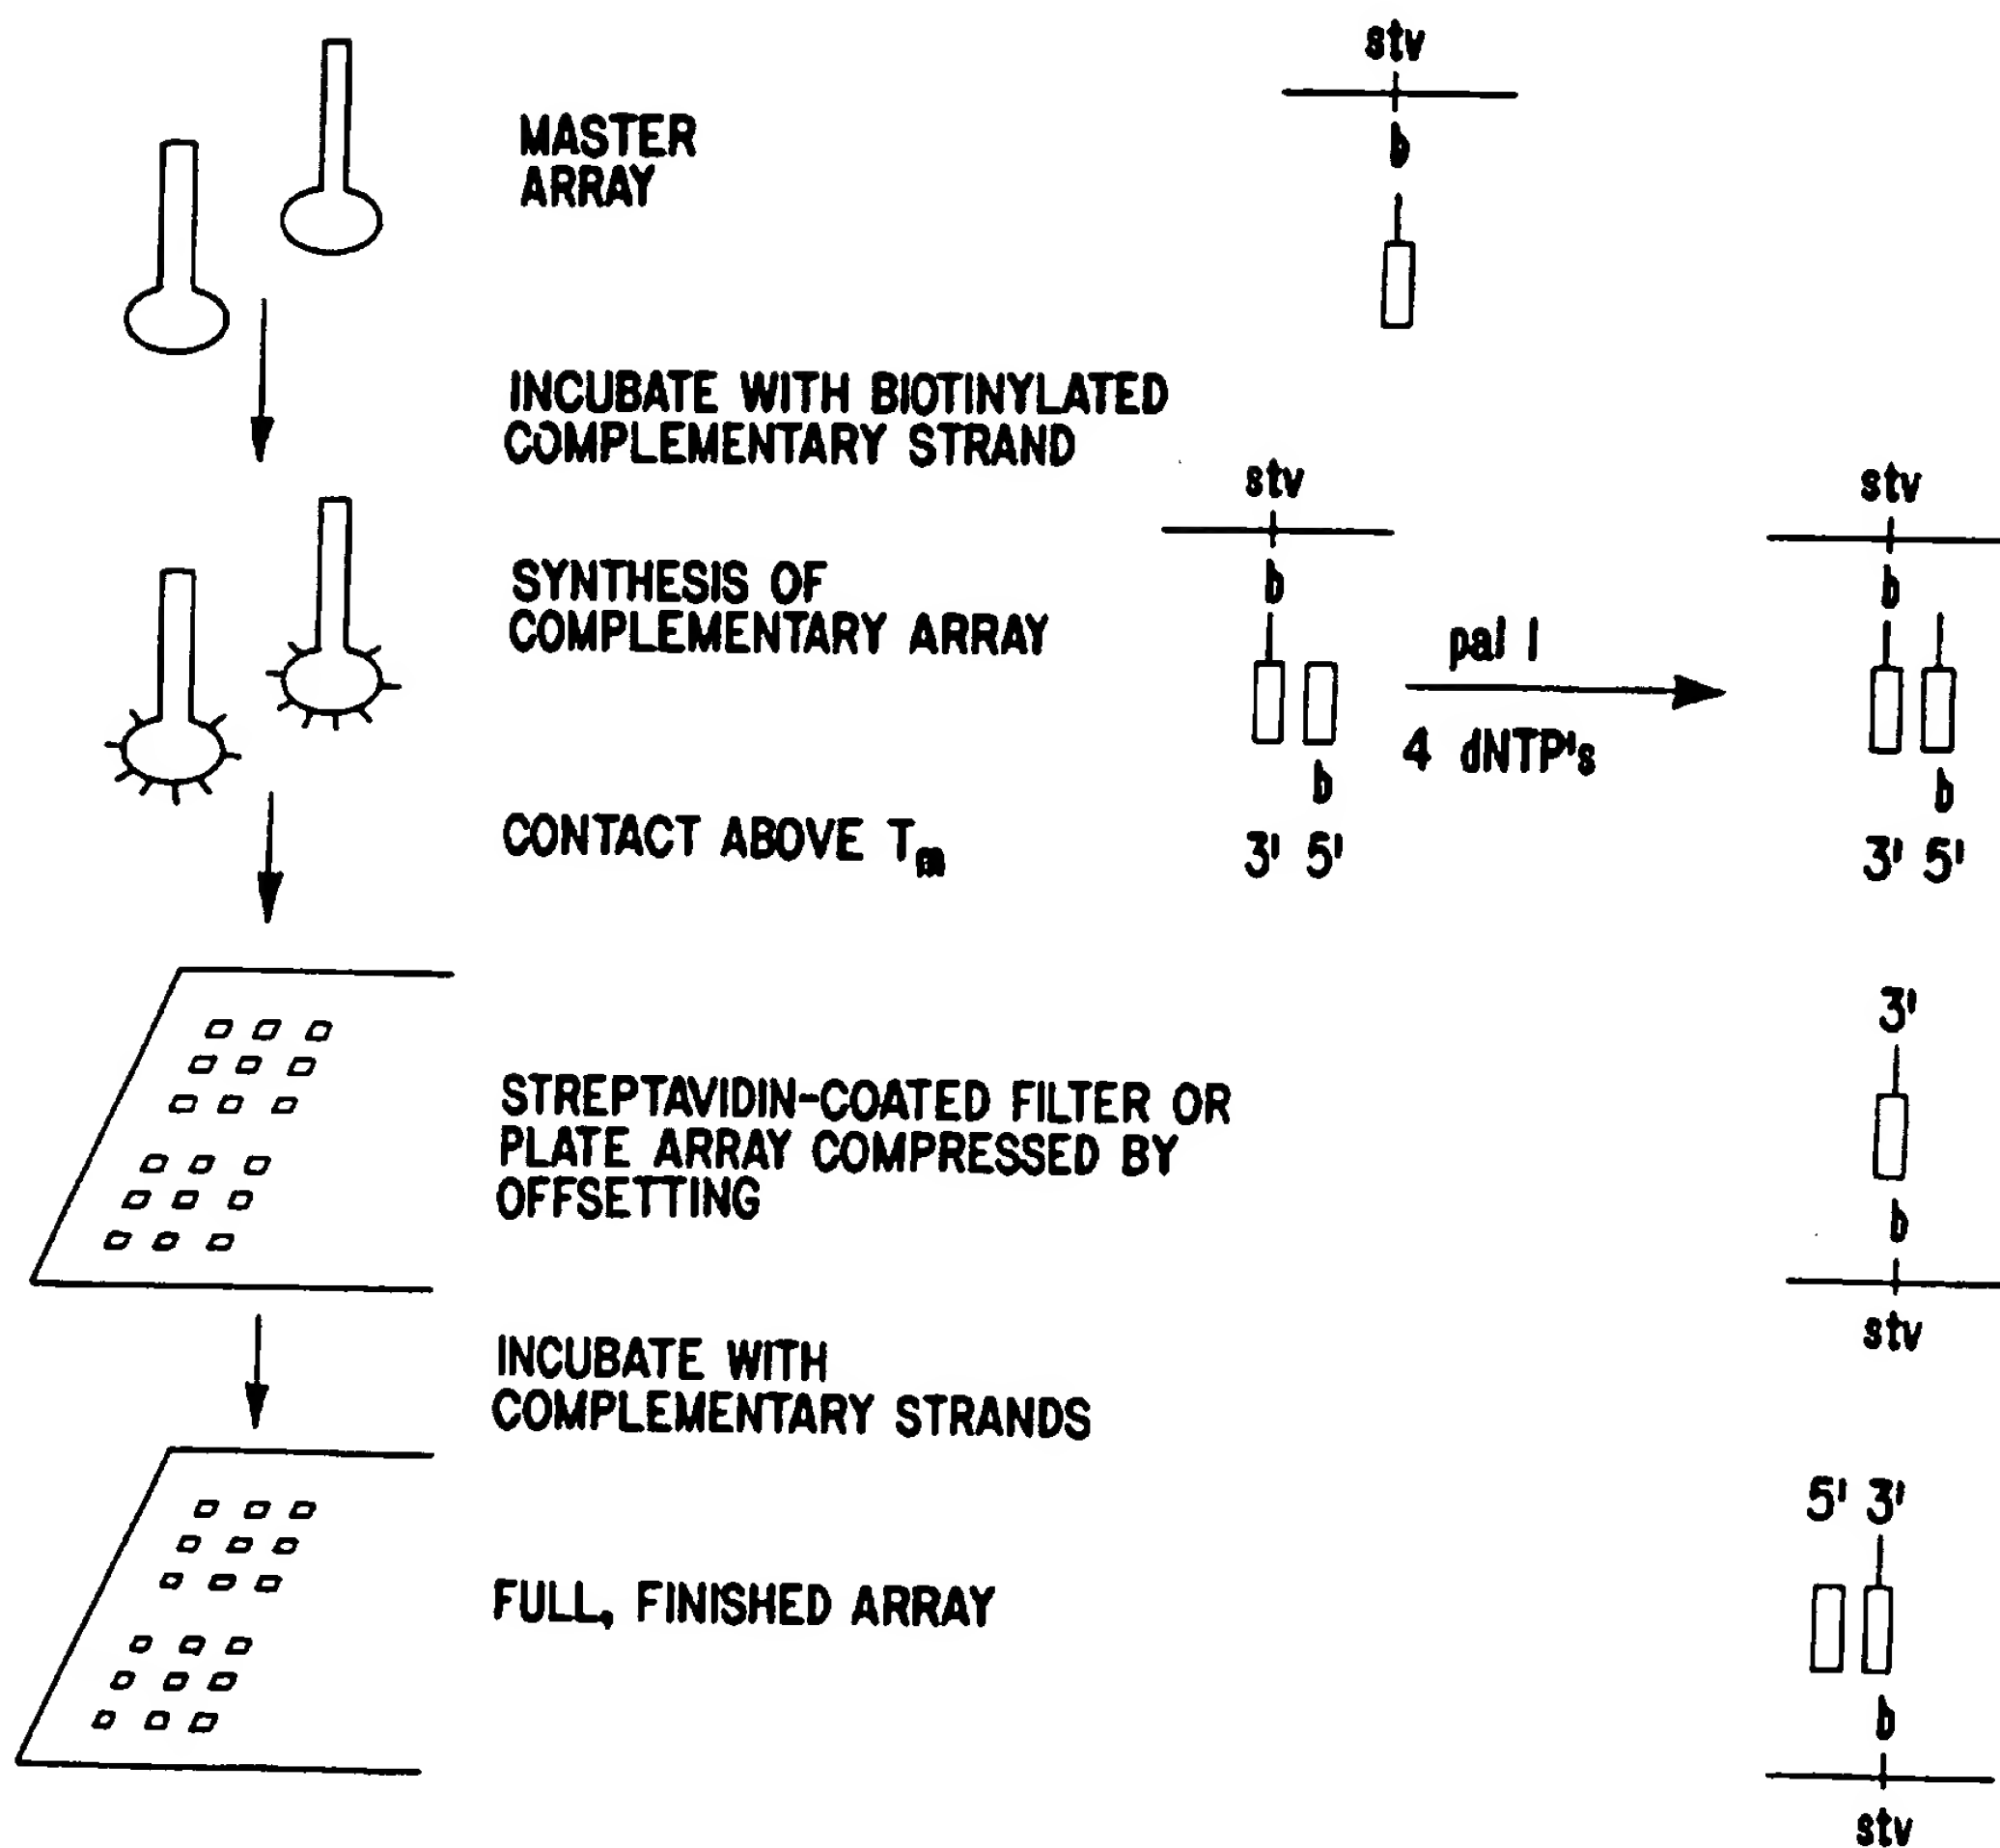 stv
MASTER
ARRAY
b
INCUBATE WITH BIOTINYLATED
COMPLEMENTARY STRAND
stv
stv
SYNTHESIS OF
COMPLEMENTARY ARRAY
b
b
pal I
4 dNTP's
b
b
CONTACT ABOVE Tm
3' 5'
3' 5'
3'
STREPTAVIDIN-COATED FILTER OR
PLATE ARRAY COMPRESSED BY
OFFSETTING
b
stv
INCUBATE WITH
COMPLEMENTARY STRANDS
5' 3'
FULL, FINISHED ARRAY
b
stv